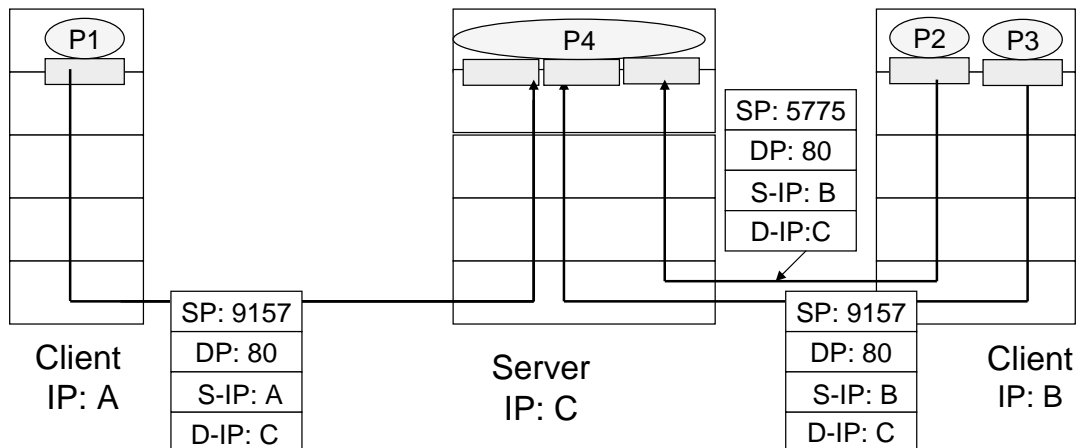 P1
P4
P2
P3
SP: 5775
DP: 80
S-IP: B
D-IP:C
SP: 9157
DP: 80
S-IP: A
D-IP: C
SP: 9157
DP: 80
S-IP: B
D-IP: C
Client
IP: A
Server
IP: C
Client
IP: B